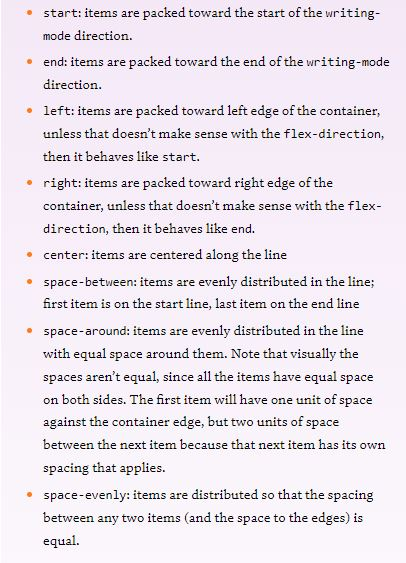 start: items are packed toward the start of the writing-
mode direction.
end: items are packed toward the end of the writing-mode
direction.
left: items are packed toward left edge of the container,
unless that doesn’t make sense with the flex-direction,
then it behaves like start.
right: items are packed toward right edge of the
container, unless that doesn’t make sense with the flex-
direction, then it behaves like end.
center: items are centered along the line
space-between: items are evenly distributed in the line;
first item is on the start line, last item on the end line
space-around: items are evenly distributed in the line
with equal space around them. Note that visually the
spaces aren’t equal, since all the items have equal space
on both sides. The first item will have one unit of space
against the container edge, but two units of space
between the next item because that next item has its own
spacing that applies.
space-evenly: items are distributed so that the spacing
between any two items (and the space to the edges) is
equal.